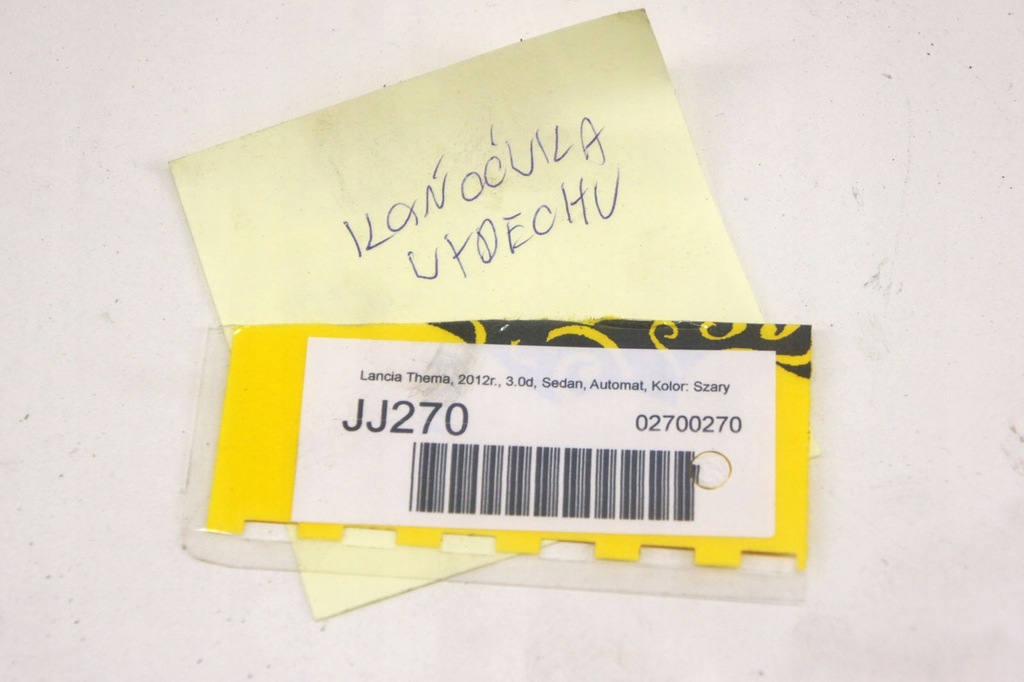 KOŃCÓWKA
WYDECHU
Lancia Thema, 2012r., 3.0d, Sedan, Automat, Kolor: Szary
JJ270 02700270